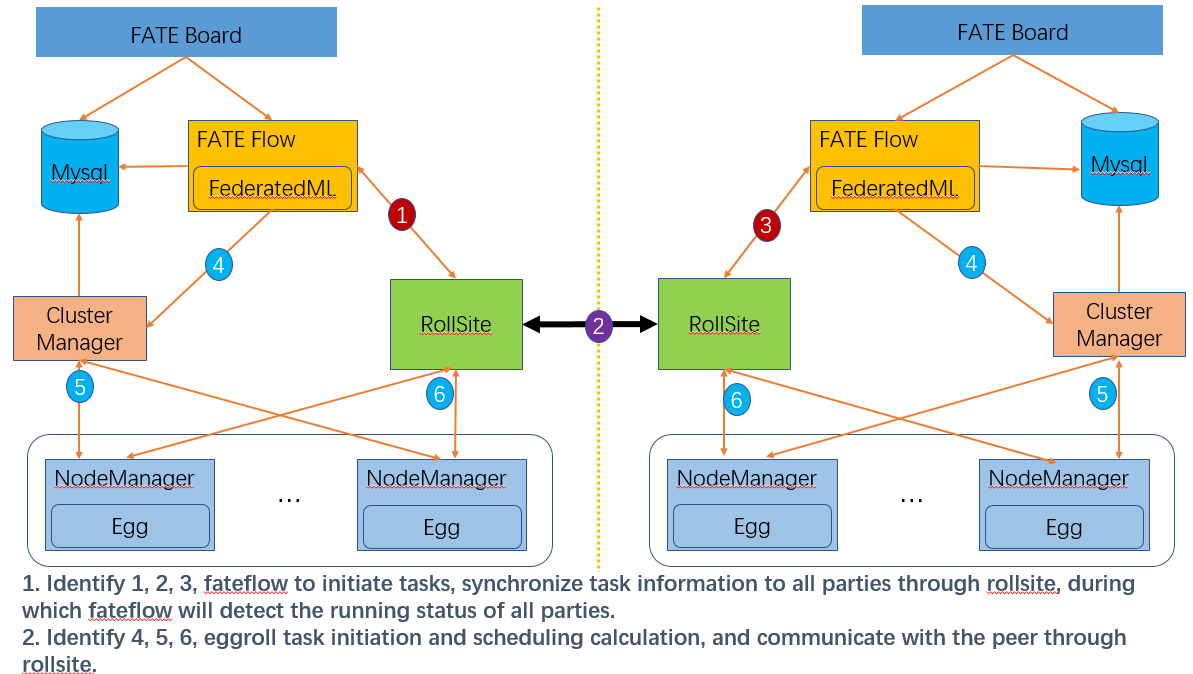 FATE Board
FATE Board
FATE Flow
FederatedML
Mysql
FATE Flow
FederatedML
Mysql
1
3
4
4
Cluster
Manager
RollSite
2
RollSite
Cluster
Manager
5
6
6
5
NodeManager
Egg
...
NodeManager
Egg
NodeManager
Egg
...
NodeManager
Egg
1. Identify 1, 2, 3, fateflow to initiate tasks, synchronize task information to all parties through rollsite, during
which fateflow will detect the running status of all parties.
2. Identify 4, 5, 6, eggroll task initiation and scheduling calculation, and communicate with the peer through
rollsite.